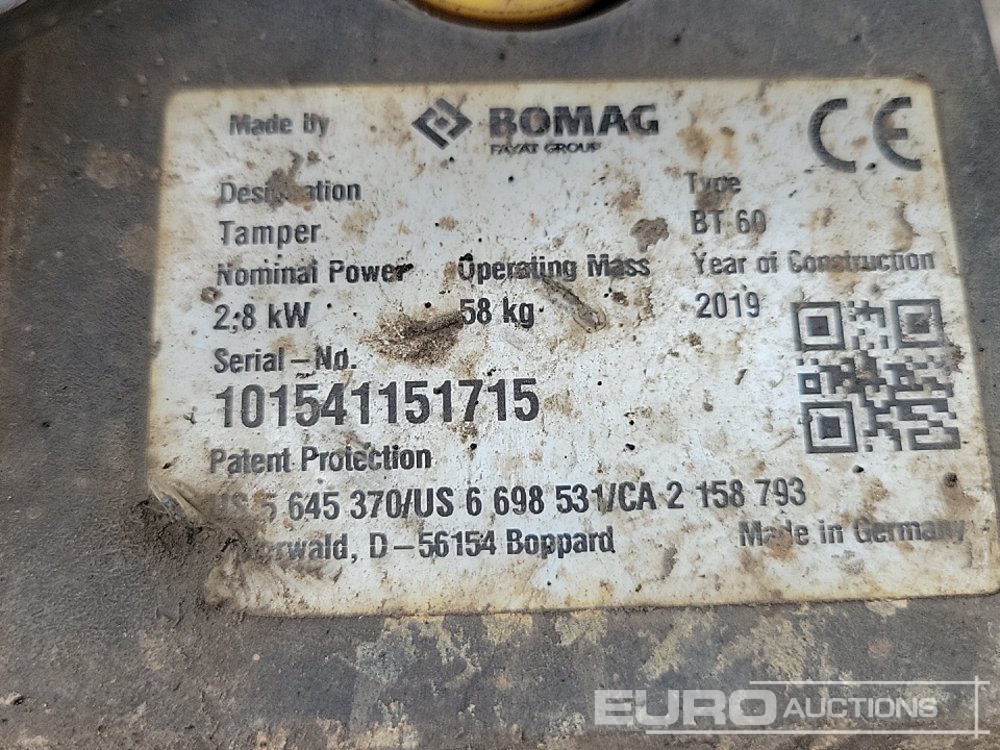 Made by BOMAG
FAYAT GROUP
CE
Designation Type
Tamper BT 60
Nominal Power Operating Mass Year of Construction
2,8 kW 58 kg 2019
Serial-No.
101541151715
Patent Protection
US 5 645 370/US 6 698 531/CA 2 158 793
D-56154 Boppard Made in Germany
EURO AUCTIONS